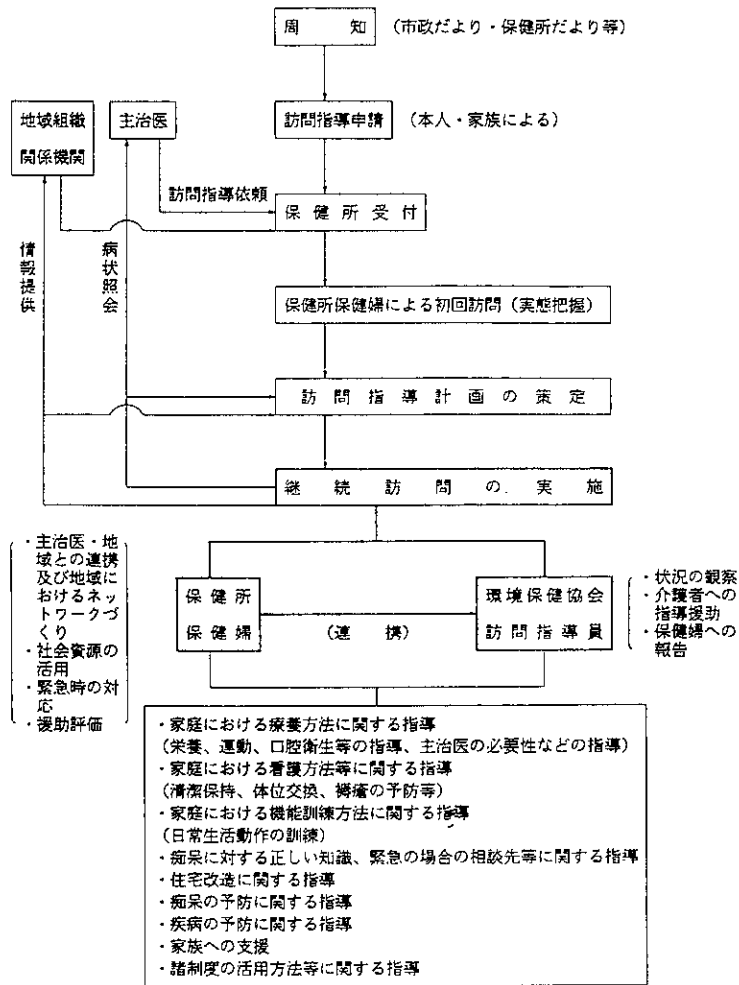 周知 (市政だより・保健所だより等)
地域組織
関係機関
主治医
訪問指導申請 (本人・家族による)
訪問指導依頼
保健所受付
情報提供
病状照会
保健所保健婦による初回訪問(実態把握)
訪問指導計画の策定
継続訪問の実施
・主治医・地
域との連携
及び地域に
おけるネッ
トワークづ
くり
・社会資源の
活用
・緊急時の対
応
・援助評価
保健所
保健婦
(連携)
環境保健協会
訪問指導員
・状況の観察
・介護者への
指導援助
・保健婦への
報告
・家庭における療養方法に関する指導
(栄養、運動、口腔衛生等の指導、主治医の必要性などの指導)
・家庭における看護方法等に関する指導
(清潔保持、体位交換、褥瘡の予防等)
・家庭における機能訓練方法に関する指導
(日常生活動作の訓練)
・痴呆に対する正しい知識、緊急の場合の相談先等に関する指導
・住宅改造に関する指導
・痴呆の予防に関する指導
・疾病の予防に関する指導
・家族への支援
・諸制度の活用方法等に関する指導